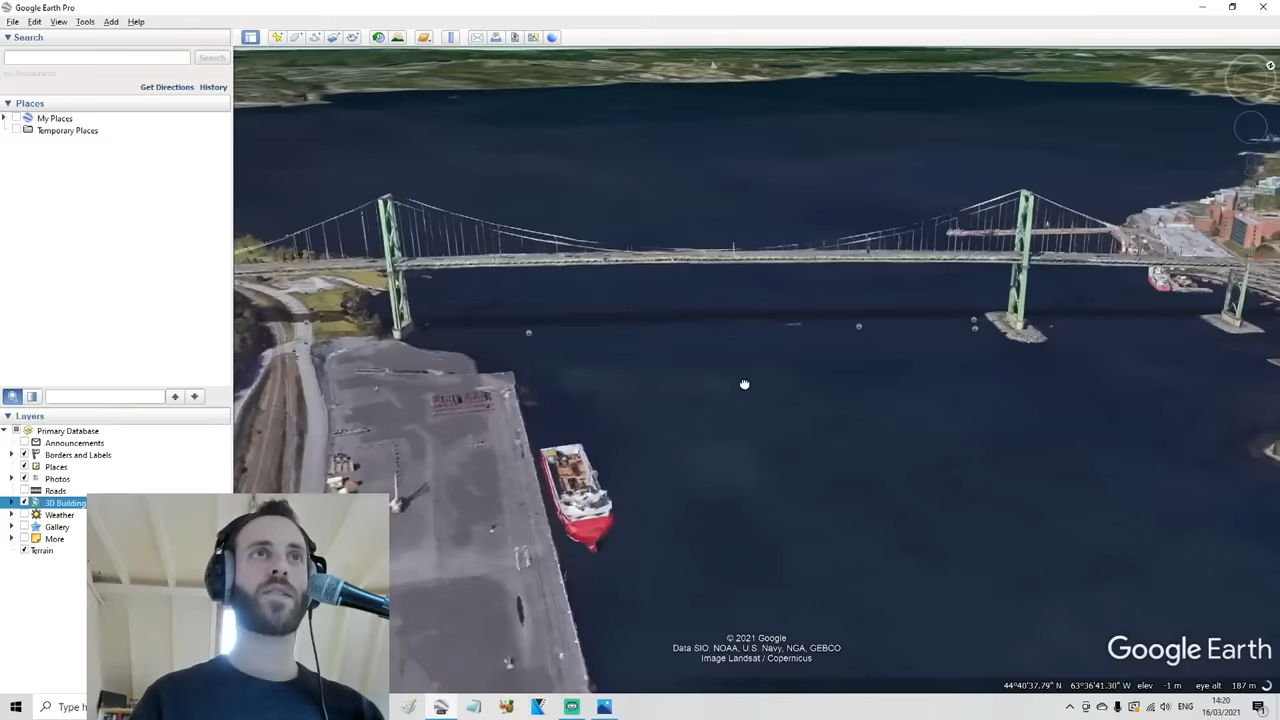 Google Earth Pro
File Edit View Tools Add Help
Search
Search
Get Directions History
Places
My Places
Temporary Places
Layers
Primary Database
Announcements
Borders and Labels
Places
Photos
Roads
3D Building
Weather
Gallery
More
Terrain
© 2021 Google
Data SIO, NOAA, U.S. Navy, NGA, GEBCO
Image Landsat / Copernicus
Google Earth
44°40'37.79" N 63°36'41.30" W elev -1 m eye alt 187 m
Type h
ENG
14:20
16/03/2021